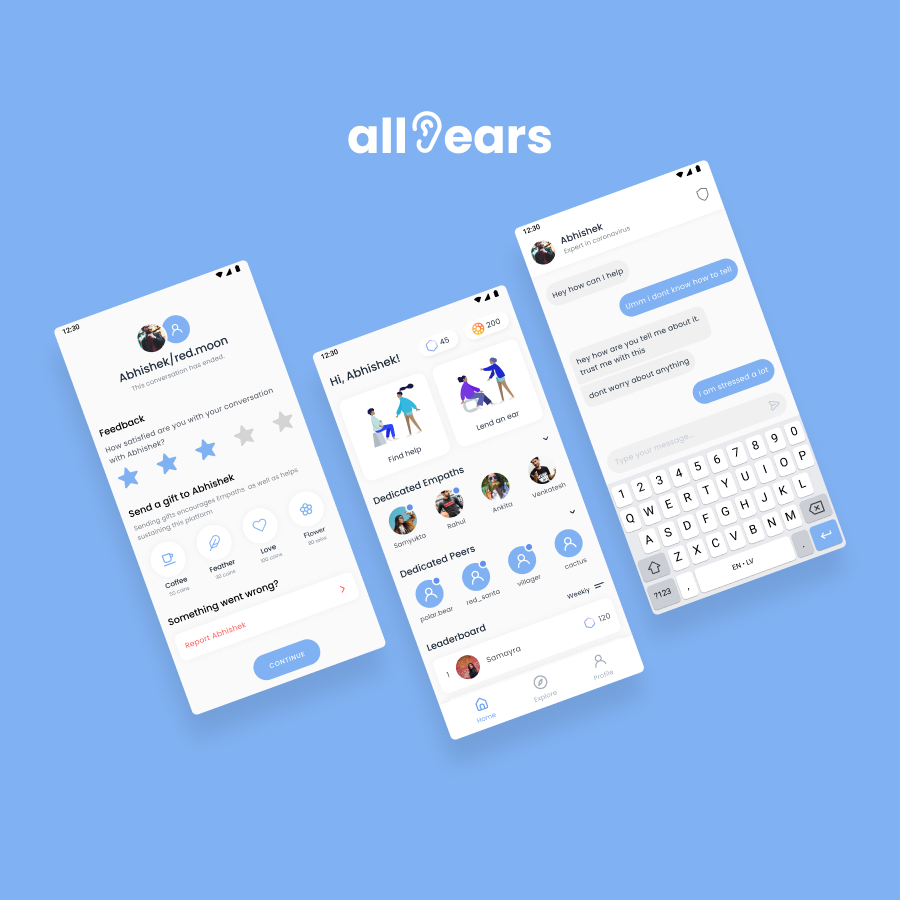 all ears
12:30
Abhishek/red.moon
This conversation has ended.
Feedback
How satisfied are you with your conversation
with Abhishek?
Send a gift to Abhishek
Sending gifts encourages Empaths as well as helps
sustaining this platform
Coffee
50 coins
Feather
50 coins
Love
100 coins
Flower
80 coins
Something went wrong?
Report Abhishek
CONTINUE
12:30
45
200
Hi, Abhishek!
Find help
Lend an ear
Dedicated Empaths
Samyukta
Rahul
Ankita
Venkatesh
Dedicated Peers
polar.bear
red_santa
villager
cactus
Leaderboard
Weekly
1
Samayra
120
Home
Explore
Profile
12:30
Abhishek
Expert in coronavirus
Hey how can I help
Umm I dont know how to tell
hey how are you tell me about it.
trust me with this
dont worry about anything
I am stressed a lot
Type your message...
1 2 3 4 5 6 7 8 9 0
Q W E R T Y U I O P
A S D F G H J K L
Z X C V B N M
?123 , EN • LV .